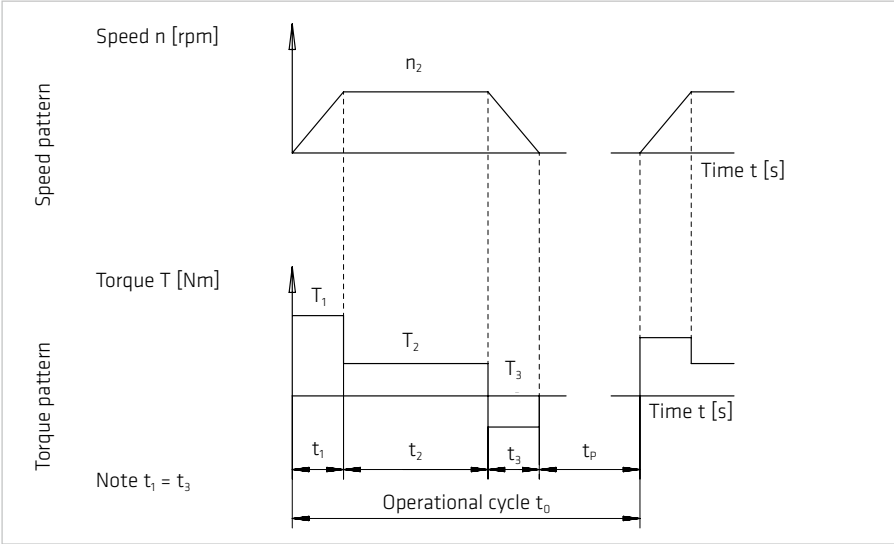 Speed n [rpm]
n₂
Speed pattern
Time t [s]
Torque T [Nm]
T₁
T₂
T₃
Torque pattern
Time t [s]
t₁
t₂
t₃
tₚ
Note t₁ = t₃
Operational cycle t₀